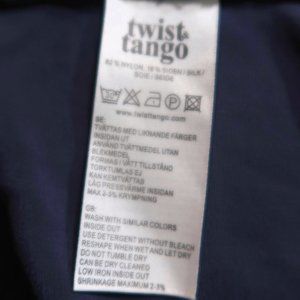 twist &
tango
82% NYLON, 18% SIDEN / SILK /
SOIE / SEIDE
www.twisttango.com
SE:
TVÄTTAS MED LIKNANDE FÄRGER
INSIDAN UT
ANVÄND TVÄTTMEDEL UTAN
BLEKMEDEL
FORMAS I VÅTT TILLSTÅND
TORKTUMLAS EJ
KAN KEMTVÄTTAS
LÅG PRESSVÄRME INSIDAN
MAX 2-3% KRYMPNING
GB:
WASH WITH SIMILAR COLORS
INSIDE OUT
USE DETERGENT WITHOUT BLEACH
RESHAPE WHEN WET AND LET DRY
DO NOT TUMBLE DRY
CAN BE DRY CLEANED
LOW IRON INSIDE OUT
SHRINKAGE MAXIMUM 2-3%